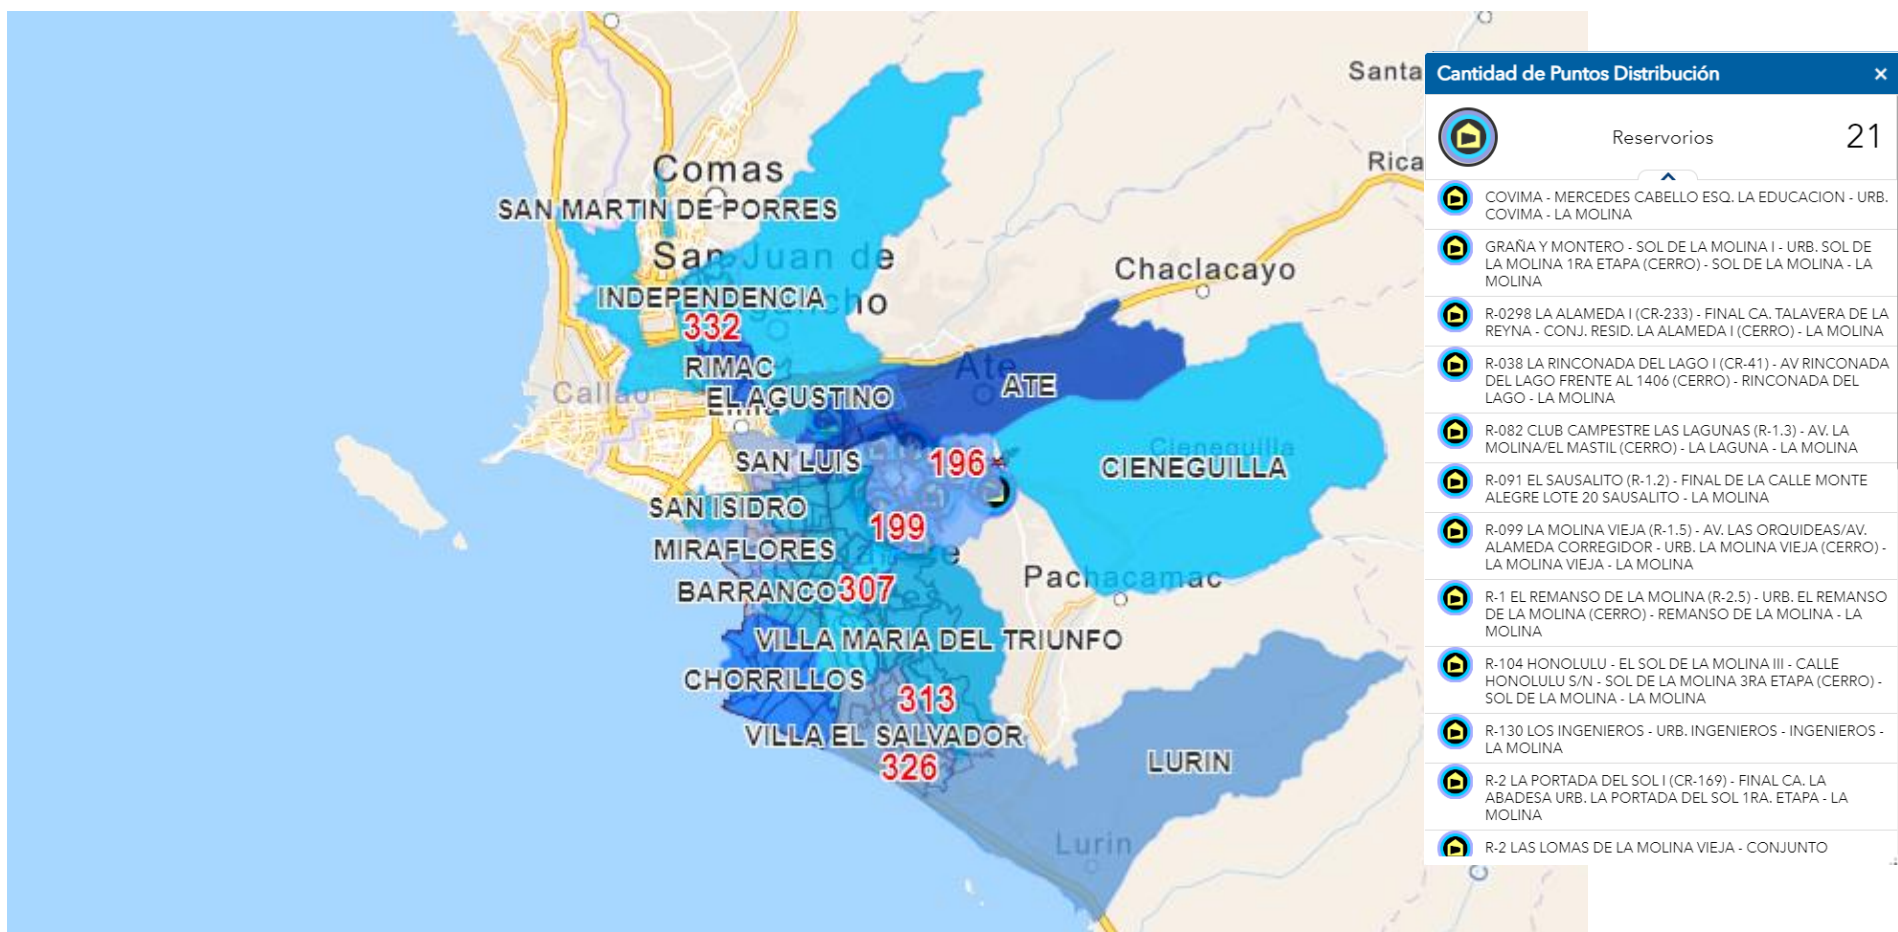 Comas
SAN MARTIN DE PORRES
San Juan de
INDEPENDENCIA
ho
332
RIMAC
EL AGUSTINO
Callao
Ate
ATE
Chaclacayo
Santa
Rica
SAN LUIS
196
Cieneguilla
CIENEGUILLA
SAN ISIDRO
199
MIRAFLORES
Pachacamac
BARRANCO
307
VILLA MARIA DEL TRIUNFO
CHORRILLOS
313
VILLA EL SALVADOR
326
LURIN
Lurin
Cantidad de Puntos Distribución
Reservorios 21
COVIMA - MERCEDES CABELLO ESQ. LA EDUCACION - URB.
COVIMA - LA MOLINA
GRAÑA Y MONTERO - SOL DE LA MOLINA I - URB. SOL DE
LA MOLINA 1RA ETAPA (CERRO) - SOL DE LA MOLINA - LA
MOLINA
R-0298 LA ALAMEDA I (CR-233) - FINAL CA. TALAVERA DE LA
REYNA - CONJ. RESID. LA ALAMEDA I (CERRO) - LA MOLINA
R-038 LA RINCONADA DEL LAGO I (CR-41) - AV RINCONADA
DEL LAGO FRENTE AL 1406 (CERRO) - RINCONADA DEL
LAGO - LA MOLINA
R-082 CLUB CAMPESTRE LAS LAGUNAS (R-1.3) - AV. LA
MOLINA/EL MASTIL (CERRO) - LA LAGUNA - LA MOLINA
R-091 EL SAUSALITO (R-1.2) - FINAL DE LA CALLE MONTE
ALEGRE LOTE 20 SAUSALITO - LA MOLINA
R-099 LA MOLINA VIEJA (R-1.5) - AV. LAS ORQUIDEAS/AV.
ALAMEDA CORREGIDOR - URB. LA MOLINA VIEJA (CERRO) -
LA MOLINA VIEJA - LA MOLINA
R-1 EL REMANSO DE LA MOLINA (R-2.5) - URB. EL REMANSO
DE LA MOLINA (CERRO) - REMANSO DE LA MOLINA - LA
MOLINA
R-104 HONOLULU - EL SOL DE LA MOLINA III - CALLE
HONOLULU S/N - SOL DE LA MOLINA 3RA ETAPA (CERRO) -
SOL DE LA MOLINA - LA MOLINA
R-130 LOS INGENIEROS - URB. INGENIEROS - INGENIEROS -
LA MOLINA
R-2 LA PORTADA DEL SOL I (CR-169) - FINAL CA. LA
ABADESA URB. LA PORTADA DEL SOL 1RA. ETAPA - LA
MOLINA
R-2 LAS LOMAS DE LA MOLINA VIEJA - CONJUNTO